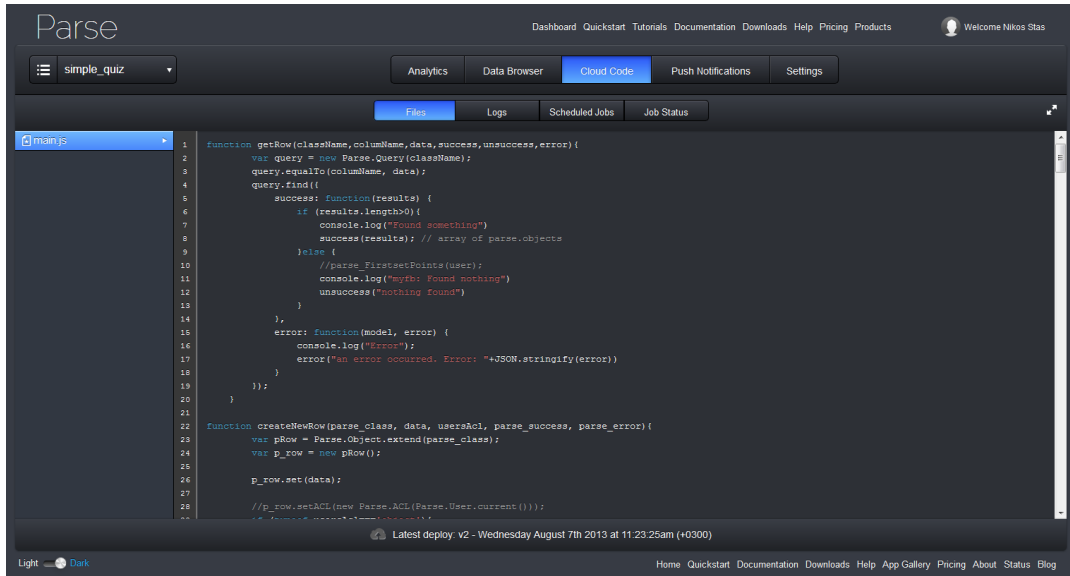 Parse
Dashboard Quickstart Tutorials Documentation Downloads Help Pricing Products
Welcome Nikos Stas
simple_quiz
Analytics Data Browser Cloud Code Push Notifications Settings
Files Logs Scheduled Jobs Job Status
main.js
1 function getRow(className,columName,data,success,unsuccess,error){
2 var query = new Parse.Query(className);
3 query.equalTo(columName, data);
4 query.find({
5 success: function(results) {
6 if (results.length>0){
7 console.log("Found something")
8 success(results); // array of parse.objects
9 }else {
10 //parse_FirstsetPoints(user);
11 console.log("myfb: Found nothing")
12 unsuccess("nothing found")
13 }
14 },
15 error: function(model, error) {
16 console.log("Error");
17 error("an error occurred. Error: "+JSON.stringify(error))
18 }
19 });
20 }
21
22 function createNewRow(parse_class, data, usersAcl, parse_success, parse_error){
23 var pRow = Parse.Object.extend(parse_class);
24 var p_row = new pRow();
25
26 p_row.set(data);
27
28 //p_row.setACL(new Parse.ACL(Parse.User.current()));
Latest deploy: v2 - Wednesday August 7th 2013 at 11:23:25am (+0300)
Light Dark
Home Quickstart Documentation Downloads Help App Gallery Pricing About Status Blog